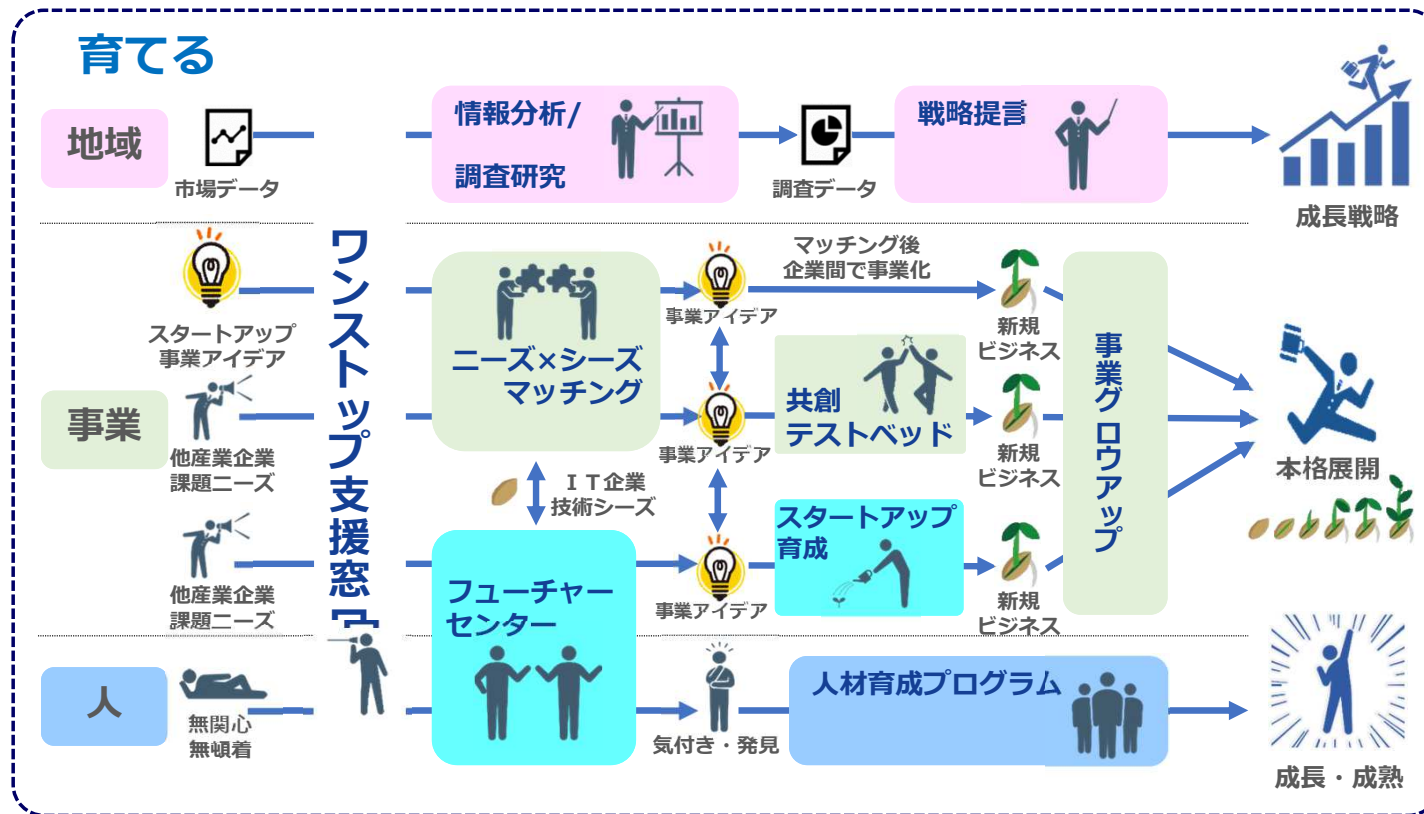 育てる
地域
市場データ
情報分析/
調査研究
調査データ
戦略提言
成長戦略
ワンストップ支援窓口
事業
スタートアップ
事業アイデア
他産業企業
課題ニーズ
他産業企業
課題ニーズ
ニーズ×シーズ
マッチング
IT企業
技術シーズ
事業アイデア
マッチング後
企業間で事業化
新規
ビジネス
事業アイデア
共創
テストベッド
新規
ビジネス
事業アイデア
スタートアップ
育成
新規
ビジネス
事業グロウアップ
本格展開
フューチャー
センター
人
無関心
無頓着
気付き・発見
人材育成プログラム
成長・成熟